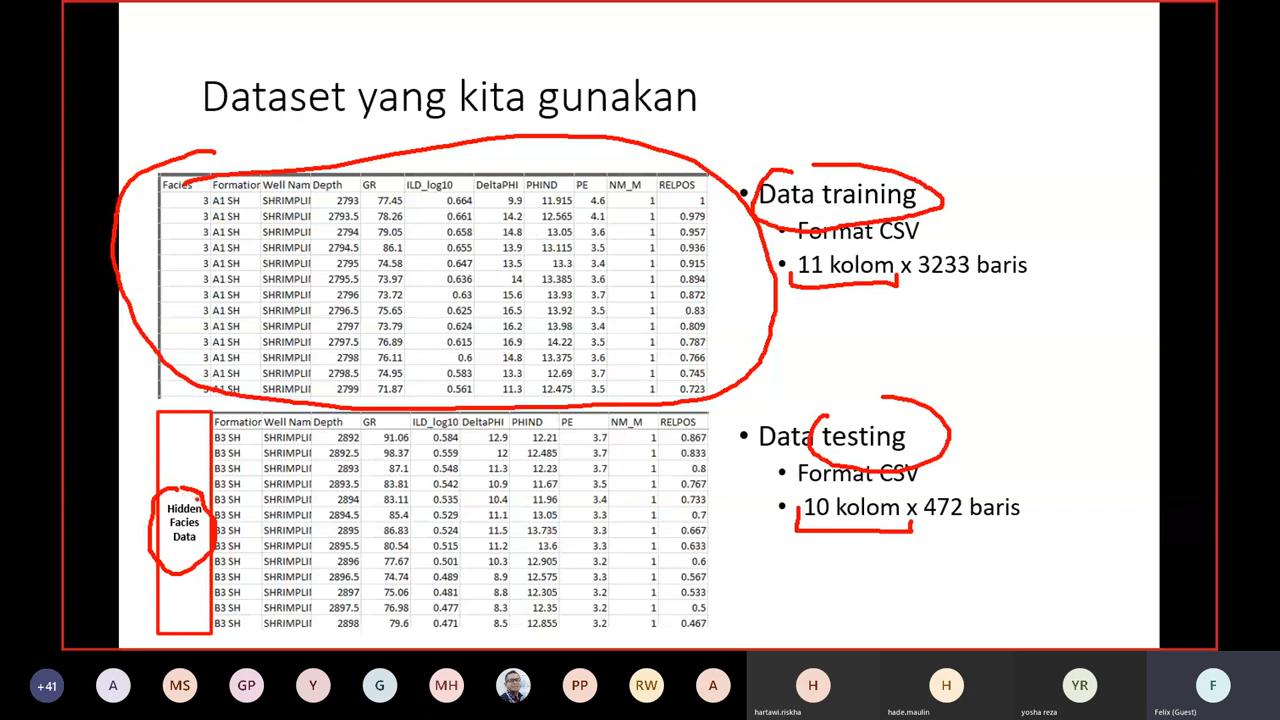 Dataset yang kita gunakan
Facies Formation Well Nam Depth GR ILD_log10 DeltaPHI PHIND PE NM_M RELPOS
3 A1 SH SHRIMPLIN 2793 77.45 0.664 9.9 11.915 4.6 1 1
3 A1 SH SHRIMPLIN 2793.5 78.26 0.661 14.2 12.565 4.1 1 0.979
3 A1 SH SHRIMPLIN 2794 79.05 0.658 14.8 13.05 3.6 1 0.957
3 A1 SH SHRIMPLIN 2794.5 86.1 0.655 13.9 13.115 3.5 1 0.936
3 A1 SH SHRIMPLIN 2795 74.58 0.647 13.5 13.3 3.4 1 0.915
3 A1 SH SHRIMPLIN 2795.5 73.97 0.636 14 13.385 3.6 1 0.894
3 A1 SH SHRIMPLIN 2796 73.72 0.63 15.6 13.93 3.7 1 0.872
3 A1 SH SHRIMPLIN 2796.5 75.65 0.625 16.5 13.92 3.5 1 0.83
3 A1 SH SHRIMPLIN 2797 73.79 0.624 16.2 13.98 3.4 1 0.809
3 A1 SH SHRIMPLIN 2797.5 76.89 0.615 16.9 14.22 3.5 1 0.787
3 A1 SH SHRIMPLIN 2798 76.11 0.6 14.8 13.375 3.6 1 0.766
3 A1 SH SHRIMPLIN 2798.5 74.95 0.583 13.3 12.69 3.7 1 0.745
3 A1 SH SHRIMPLIN 2799 71.87 0.561 11.3 12.475 3.5 1 0.723
• Data training
• Format CSV
• 11 kolom x 3233 baris
Formation Well Nam Depth GR ILD_log10 DeltaPHI PHIND PE NM_M RELPOS
B3 SH SHRIMPLIN 2892 91.06 0.584 12.9 12.21 3.7 1 0.867
B3 SH SHRIMPLIN 2892.5 98.37 0.559 12 12.485 3.7 1 0.833
B3 SH SHRIMPLIN 2893 87.1 0.548 11.3 12.23 3.7 1 0.8
B3 SH SHRIMPLIN 2893.5 83.81 0.542 10.9 11.67 3.5 1 0.767
B3 SH SHRIMPLIN 2894 83.11 0.535 10.4 11.96 3.4 1 0.733
B3 SH SHRIMPLIN 2894.5 85.4 0.529 11.1 13.05 3.3 1 0.7
B3 SH SHRIMPLIN 2895 86.83 0.524 11.5 13.735 3.3 1 0.667
B3 SH SHRIMPLIN 2895.5 80.54 0.515 11.2 13.6 3.3 1 0.633
B3 SH SHRIMPLIN 2896 77.67 0.501 10.3 12.905 3.2 1 0.6
B3 SH SHRIMPLIN 2896.5 74.74 0.489 8.9 12.575 3.3 1 0.567
B3 SH SHRIMPLIN 2897 75.06 0.481 8.8 12.305 3.2 1 0.533
B3 SH SHRIMPLIN 2897.5 76.98 0.477 8.3 12.35 3.2 1 0.5
B3 SH SHRIMPLIN 2898 79.6 0.471 8.5 12.855 3.2 1 0.467
Hidden
Facies
Data
• Data testing
• Format CSV
• 10 kolom x 472 baris
+41 A MS GP Y G MH PP RW A H H YR F
hartawi.riskha hade.maulin yosha reza Felix (Guest)